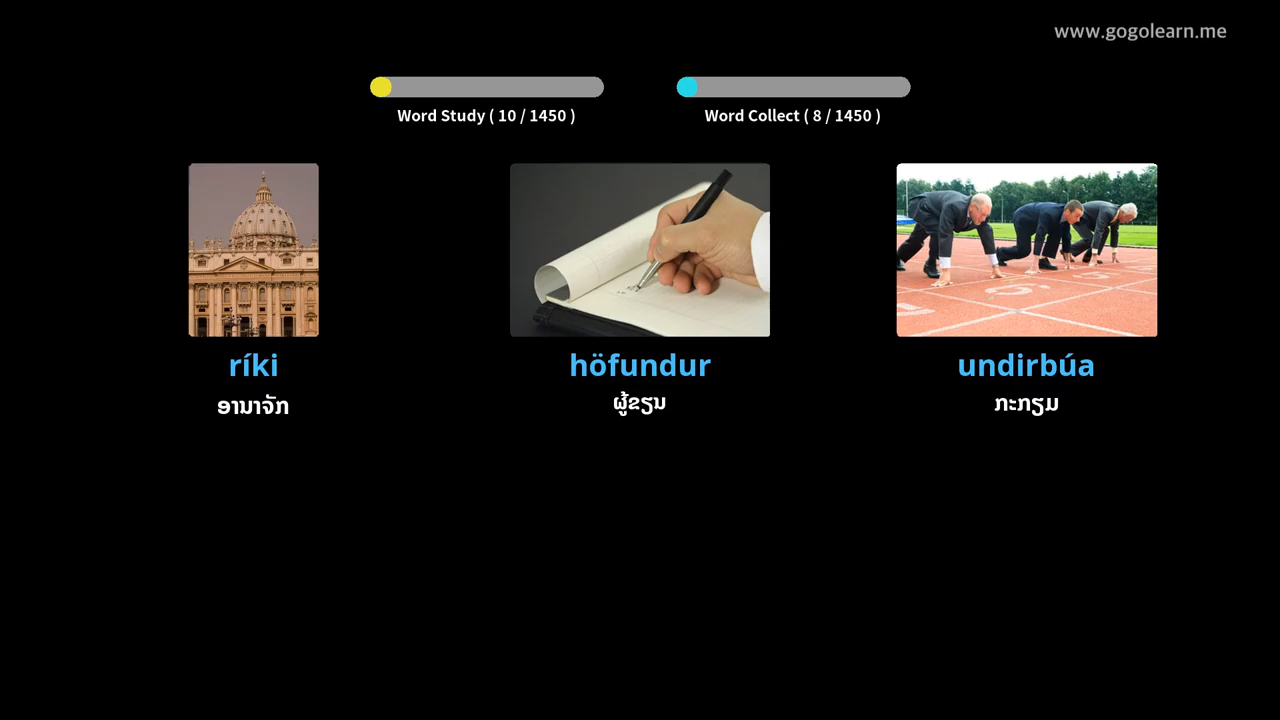 www.gogolearn.me
Word Study ( 10 / 1450 )
Word Collect ( 8 / 1450 )
ríki
höfundur
undirbúa
ອານາຈັກ
ຜູ້ຂຽນ
ກະກຽມ